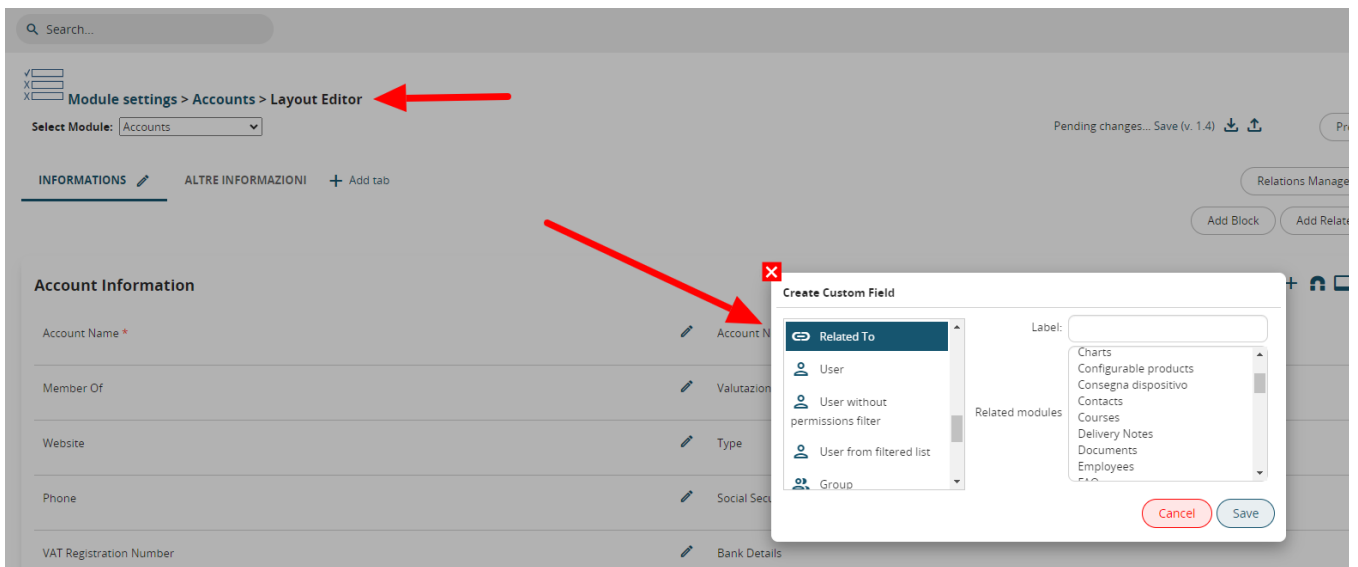 Search...
Module settings > Accounts > Layout Editor
Select Module: Accounts
Pending changes... Save (v. 1.4)
INFORMATIONS
ALTRE INFORMAZIONI
+ Add tab
Relations Manage
Add Block
Add Relate
Account Information
Account Name *
Account N
Member Of
Valutazion
Website
Type
Phone
Social Secu
VAT Registration Number
Bank Details
Create Custom Field
Related To
User
User without
permissions filter
User from filtered list
Group
Label:
Related modules
Charts
Configurable products
Consegna dispositivo
Contacts
Courses
Delivery Notes
Documents
Employees
FAQ
Cancel
Save